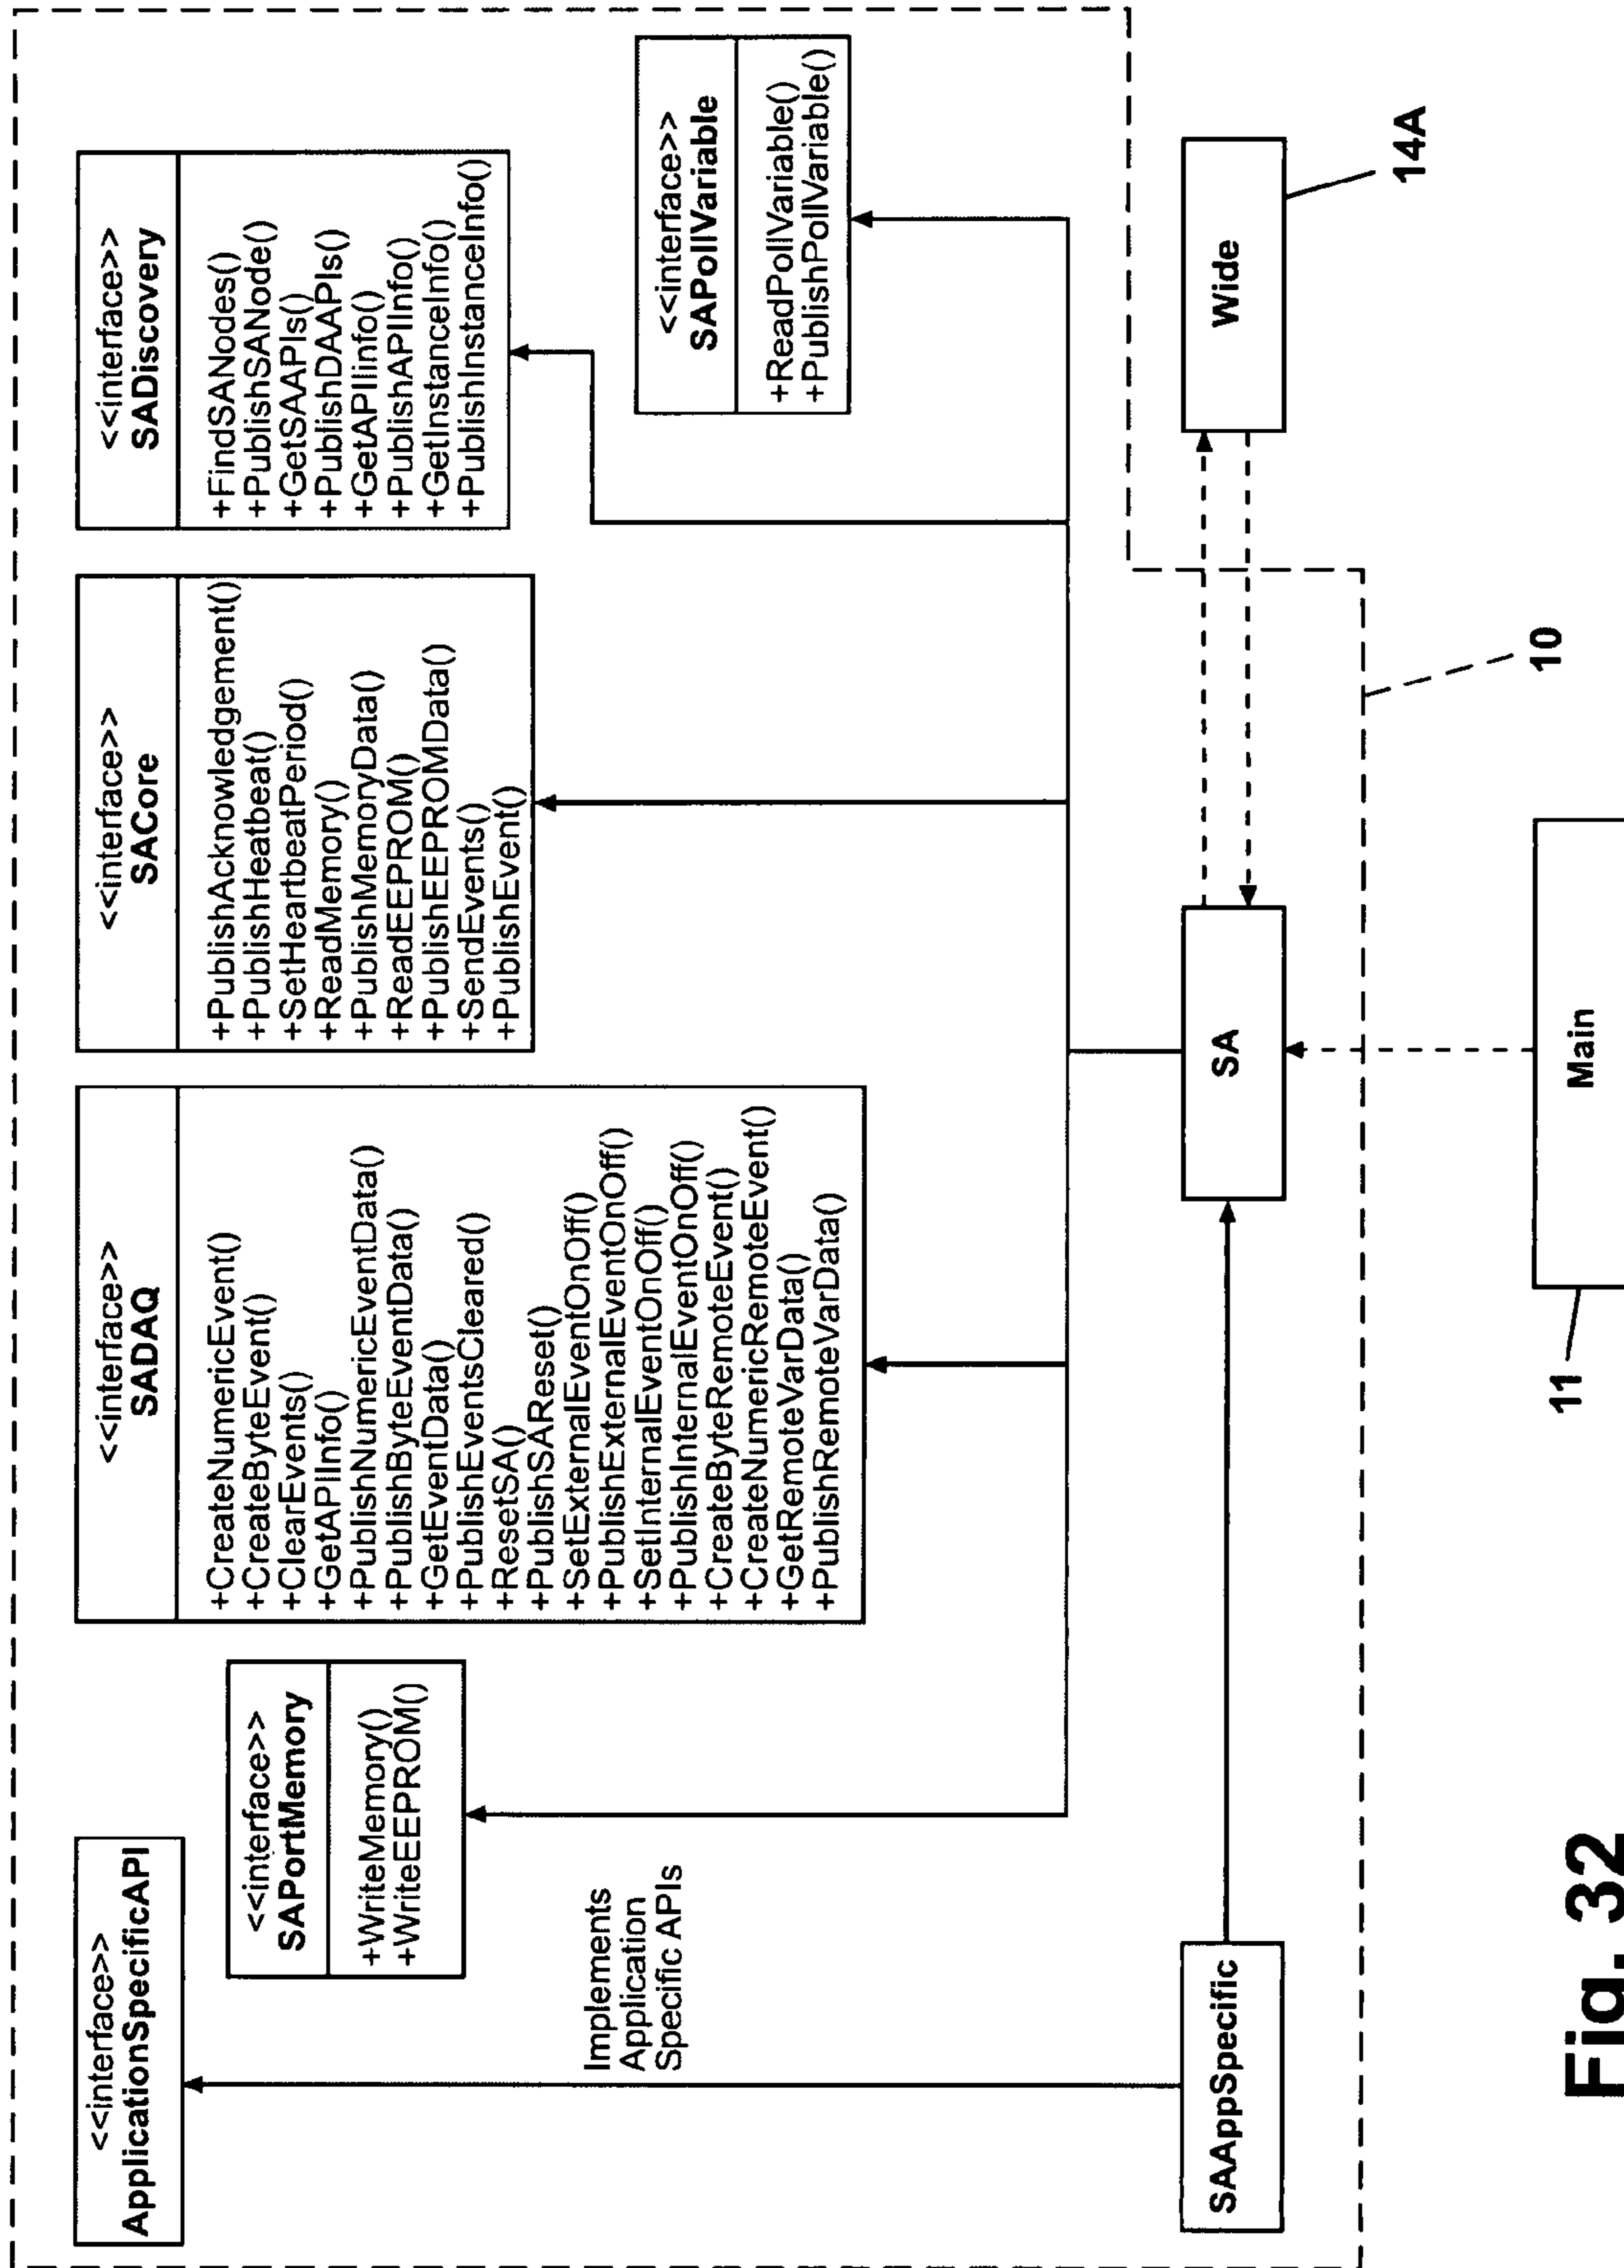 <<interface>>
ApplicationSpecificAPI
<<interface>>
SAPortMemory
+WriteMemory()
+WriteEEPROM()
<<interface>>
SADAQ
+CreateNumericEvent()
+CreateByteEvent()
+ClearEvents()
+GetAPIInfo()
+PublishNumericEventData()
+PublishByteEventData()
+GetEventData()
+PublishEventsCleared()
+ResetSA()
+PublishSAReset()
+SetExternalEventOnOff()
+PublishExternalEventOnOff()
+SetInternalEventOnOff()
+PublishInternalEventOnOff()
+CreateByteRemoteEvent()
+CreateNumericRemoteEvent()
+GetRemoteVarData()
+PublishRemoteVarData()
<<interface>>
SACore
+PublishAcknowledgement()
+PublishHeatbeat()
+SetHeartbeatPeriod()
+ReadMemory()
+PublishMemoryData()
+ReadEEPROM()
+PublishEEPROMData()
+SendEvents()
+PublishEvent()
<<interface>>
SADiscovery
+FindSANodes()
+PublishSANode()
+GetSAAPIs()
+PublishDAAPIs()
+GetAPIinfo()
+PublishAPIInfo()
+GetInstanceInfo()
+PublishInstanceInfo()
<<interface>>
SAPollVariable
+ReadPollVariable()
+PublishPollVariable()
Implements
Application
Specific APIs
SAAppSpecific
SA
Wide
14A
10
Main
11
Fig. 32